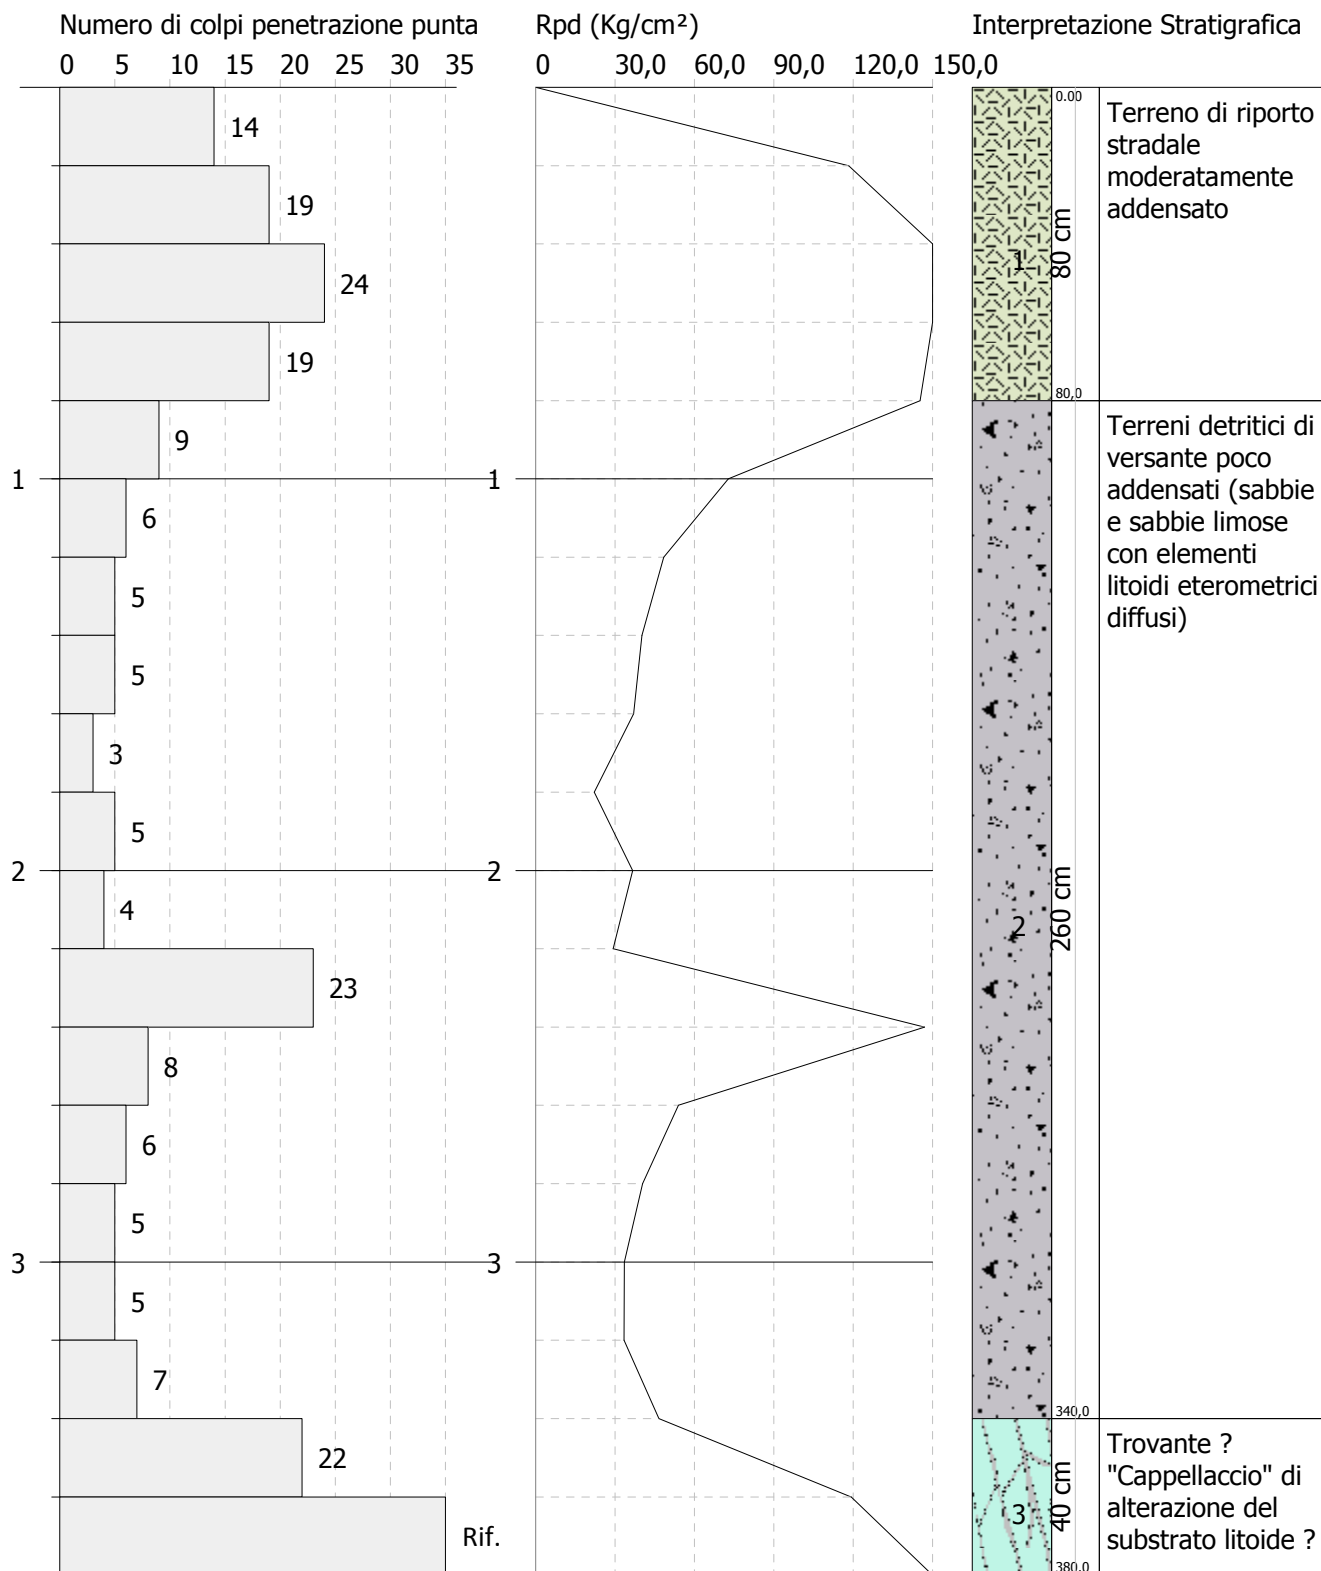 Numero di colpi penetrazione punta Rpd (Kg/cm²) Interpretazione Stratigrafica
0 5 10 15 20 25 30 35 0 30,0 60,0 90,0 120,0 150,0
0.00
Terreno di riporto
stradale
moderatamente
addensato
14
19
24
19
1
80 cm
80,0
9
Terreni detritici di
versante poco
addensati (sabbie
e sabbie limose
con elementi
litoidi eterometrici
diffusi)
1 1
6
5
5
3
5
2 2
4
2
260 cm
23
8
6
5
3 3
5
7
340,0
22
Trovante ?
"Cappellaccio" di
alterazione del
substrato litoide ?
3
40 cm
Rif.
380,0